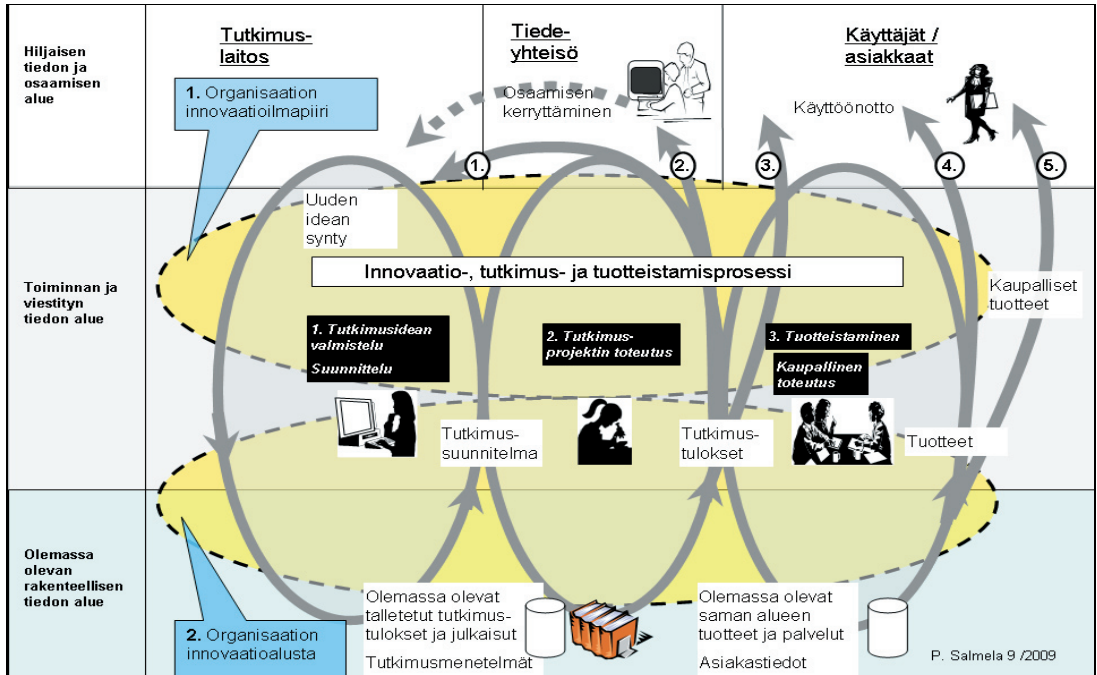 Hiljaisen
tiedon ja
osaamisen
alue
Tutkimus-
laitos
Tiede-
yhteisö
Käyttäjät /
asiakkaat
1. Organisaation
innovaatioilmapiiri
Osaamisen
kerryttäminen
Käyttöönotto
1.
2.
3.
4.
5.
Toiminnan ja
viestityn
tiedon alue
Uuden
idean
synty
Innovaatio-, tutkimus- ja tuotteistamisprosessi
Kaupalliset
tuotteet
1. Tutkimusidean
valmistelu
Suunnittelu
2. Tutkimus-
projektin toteutus
3. Tuotteistaminen
Kaupallinen
toteutus
Tutkimus-
suunnitelma
Tutkimus-
tulokset
Tuotteet
Olemassa
olevan
rakenteellisen
tiedon alue
2. Organisaation
innovaatioalusta
Olemassa olevat
talletetut tutkimus-
tulokset ja julkaisut
Tutkimusmenetelmät
Olemassa olevat
saman alueen
tuotteet ja palvelut
Asiakastiedot
P. Salmela 9 /2009